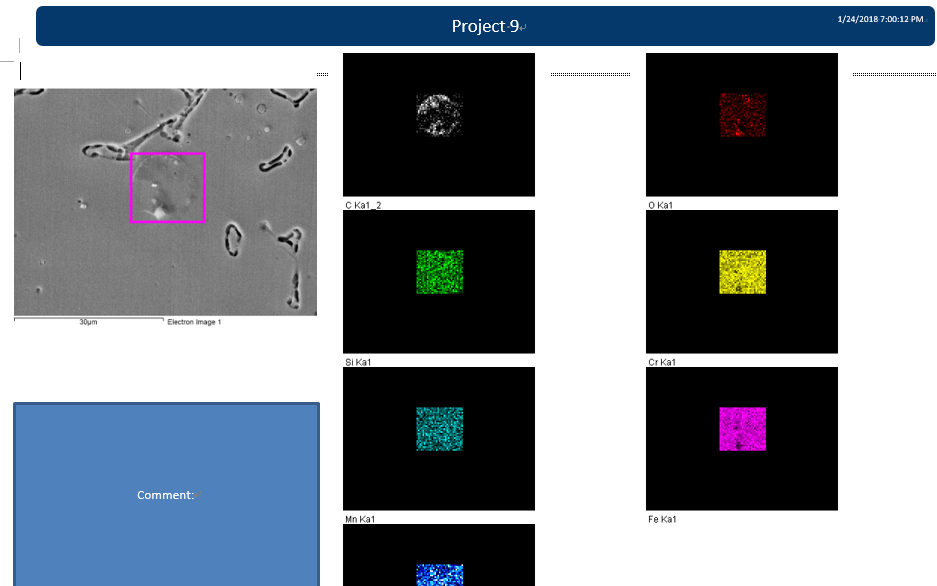 Project 9
1/24/2018 7:00:12 PM
30µm
Electron Image 1
C Ka1_2
O Ka1
Si Ka1
Cr Ka1
Mn Ka1
Fe Ka1
Comment: